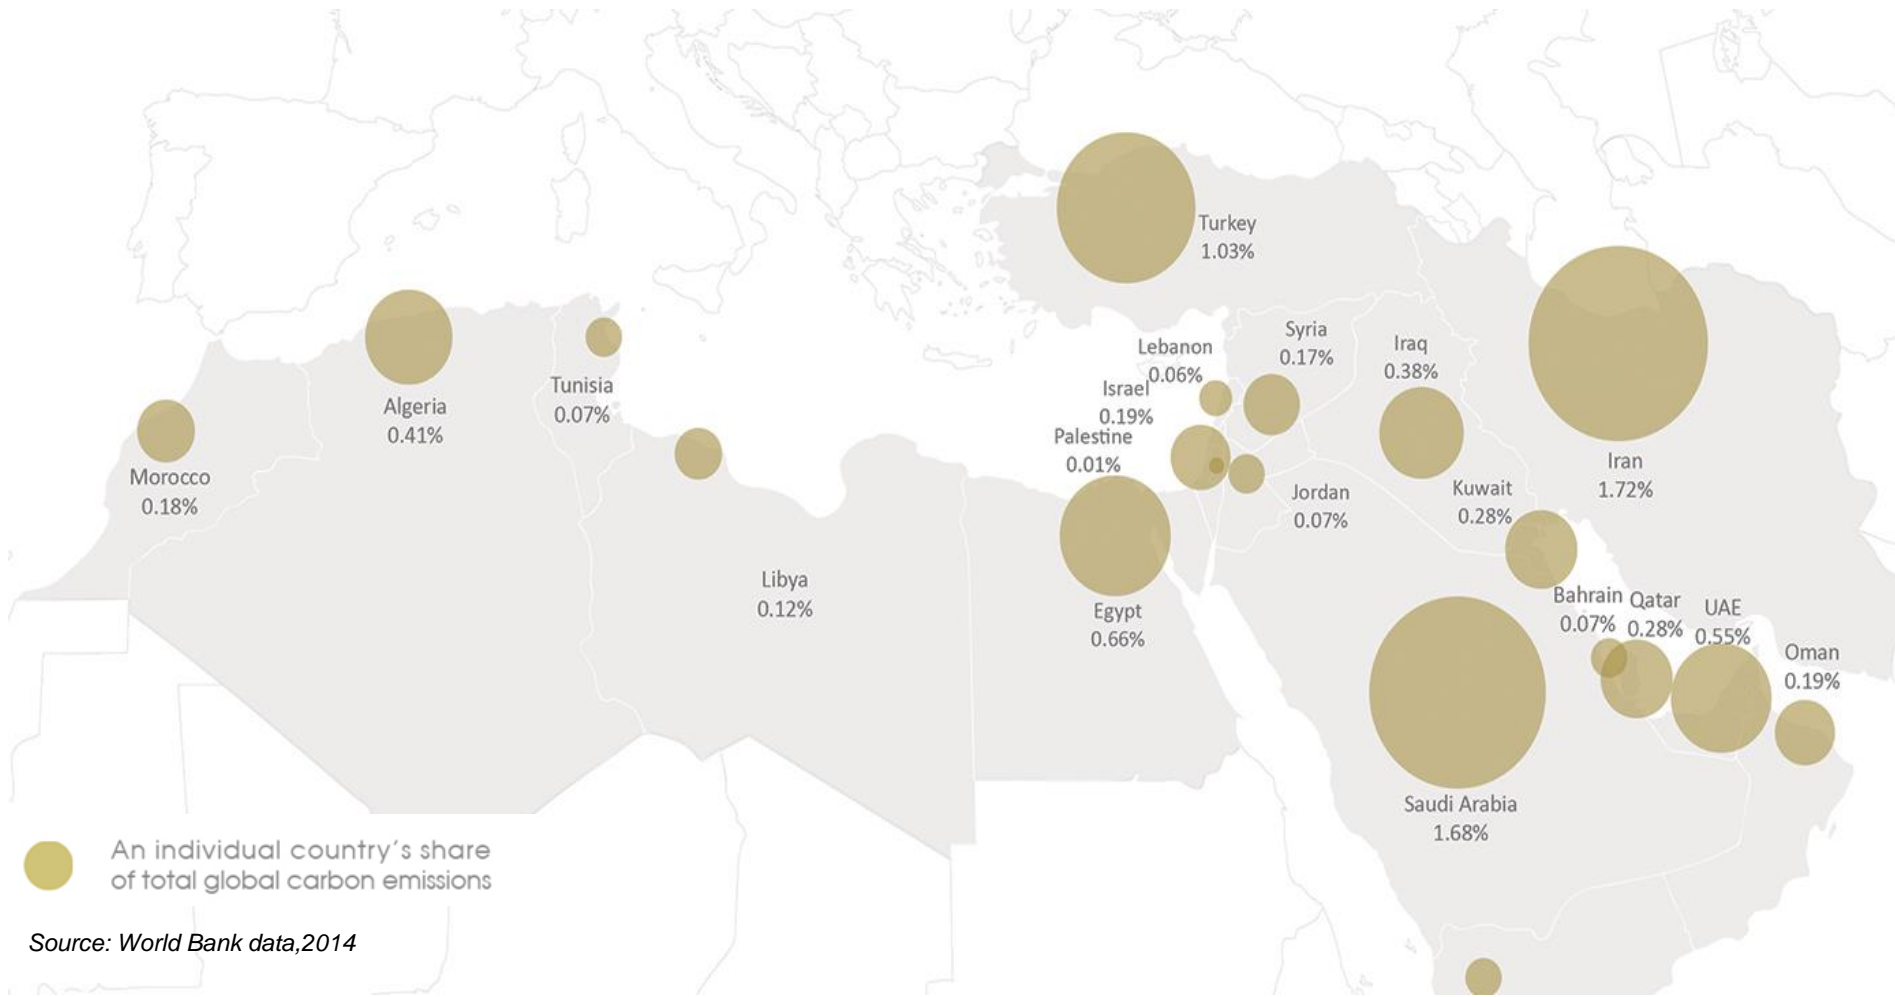 Turkey
1.03%
Syria
0.17%
Iraq
0.38%
Lebanon
0.06%
Israel
0.19%
Palestine
0.01%
Tunisia
0.07%
Algeria
0.41%
Morocco
0.18%
Iran
1.72%
Jordan
0.07%
Kuwait
0.28%
Libya
0.12%
Egypt
0.66%
Bahrain
0.07%
Qatar
0.28%
UAE
0.55%
Oman
0.19%
Saudi Arabia
1.68%
An individual country's share
of total global carbon emissions
Source: World Bank data,2014